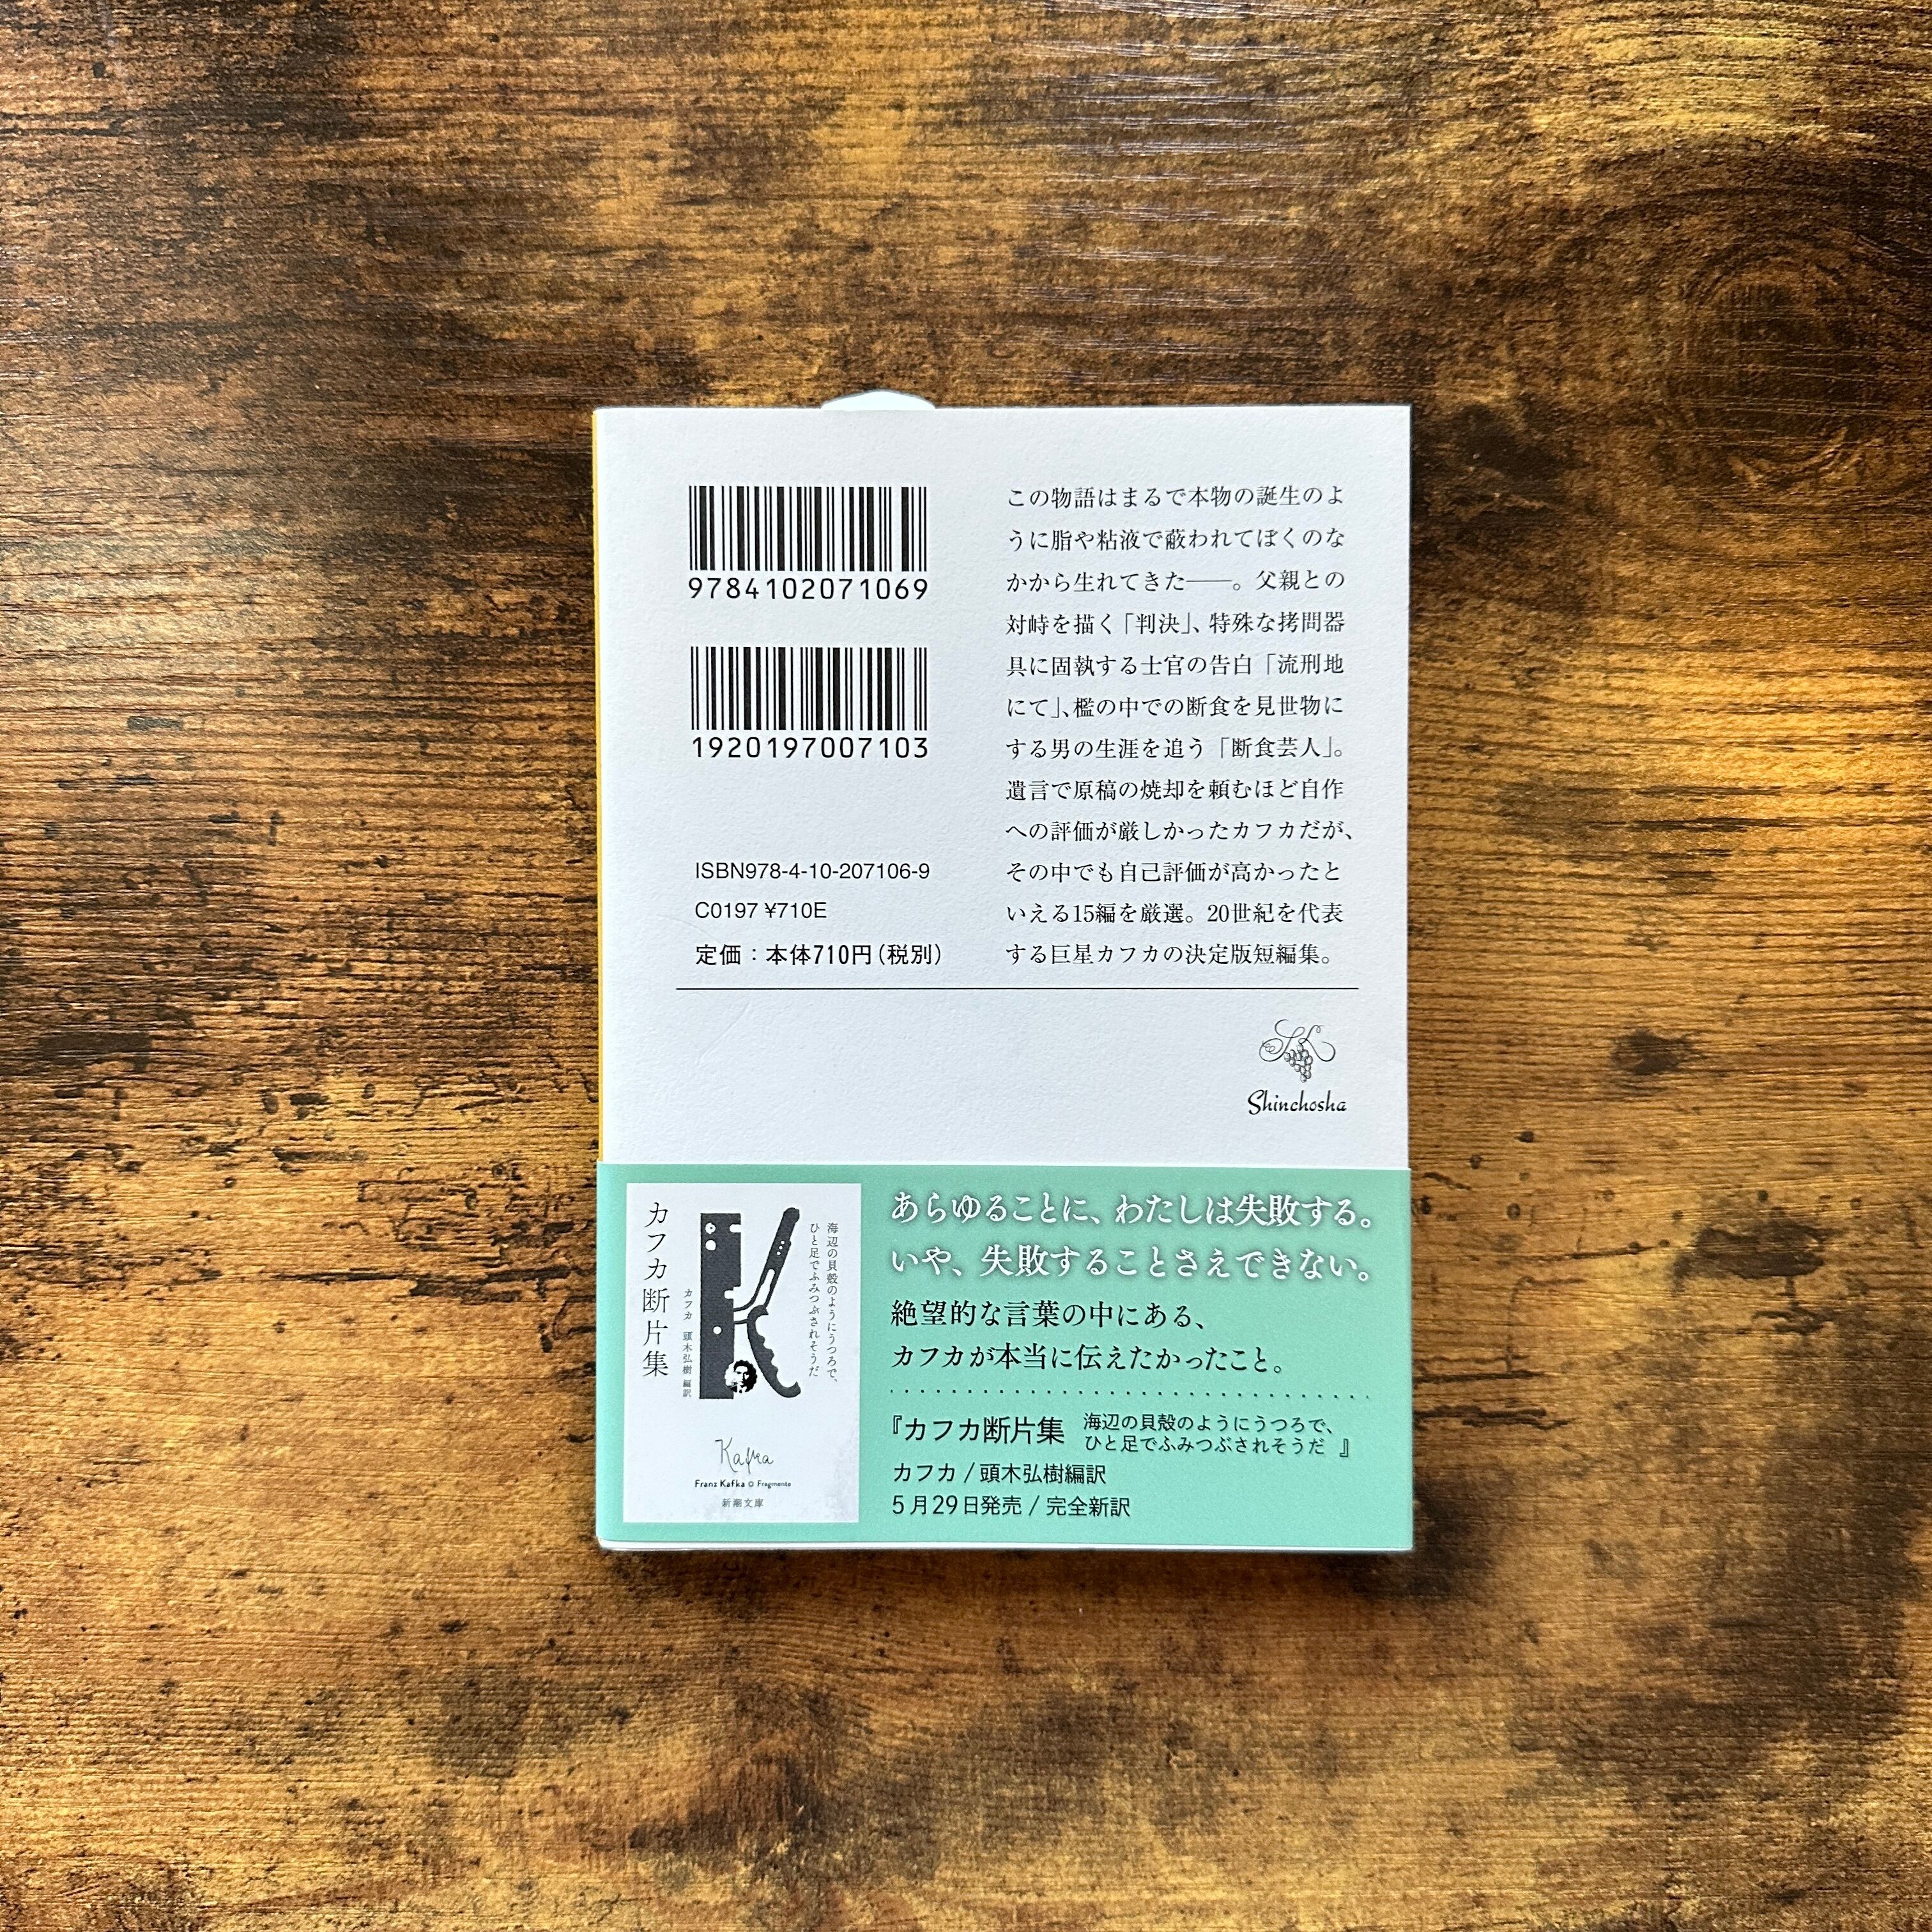 9784102071069
1920197007103
ISBN978-4-10-207106-9
C0197 ¥710E
定価：本体710円（税別）
この物語はまるで本物の誕生のよ
うに脂や粘液で蔽われてぼくのな
かから生れてきた――。父親との
対峙を描く「判決」、特殊な拷問器
具に固執する士官の告白「流刑地
にて」、檻の中での断食を見世物に
する男の生涯を追う「断食芸人」。
遺言で原稿の焼却を頼むほど自作
への評価が厳しかったカフカだが、
その中でも自己評価が高かったと
いえる15編を厳選。20世紀を代表
する巨星カフカの決定版短編集。
Shinchosha
海辺の貝殻のようにうつろで、
ひと足でふみつぶされそうだ
カフカ 頭木弘樹 編訳
カフカ断片集
Kafka
Franz Kafka Fragmente
新潮文庫
あらゆることに、わたしは失敗する。
いや、失敗することさえできない。
絶望的な言葉の中にある、
カフカが本当に伝えたかったこと。
『カフカ断片集 海辺の貝殻のようにうつろで、
ひと足でふみつぶされそうだ 』
カフカ / 頭木弘樹編訳
5月29日発売 / 完全新訳